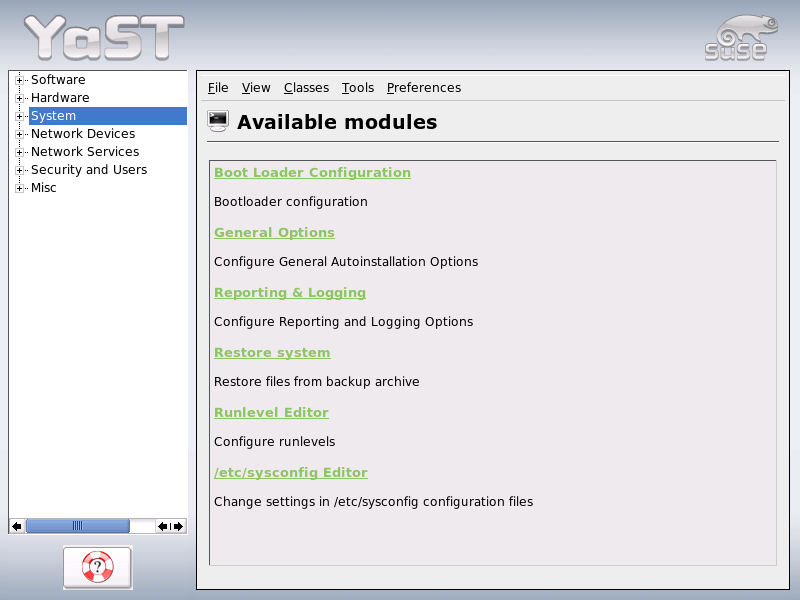 YaST
suse
Software
Hardware
System
Network Devices
Network Services
Security and Users
Misc
File View Classes Tools Preferences
Available modules
Boot Loader Configuration
Bootloader configuration
General Options
Configure General Autoinstallation Options
Reporting & Logging
Configure Reporting and Logging Options
Restore system
Restore files from backup archive
Runlevel Editor
Configure runlevels
/etc/sysconfig Editor
Change settings in /etc/sysconfig configuration files
?